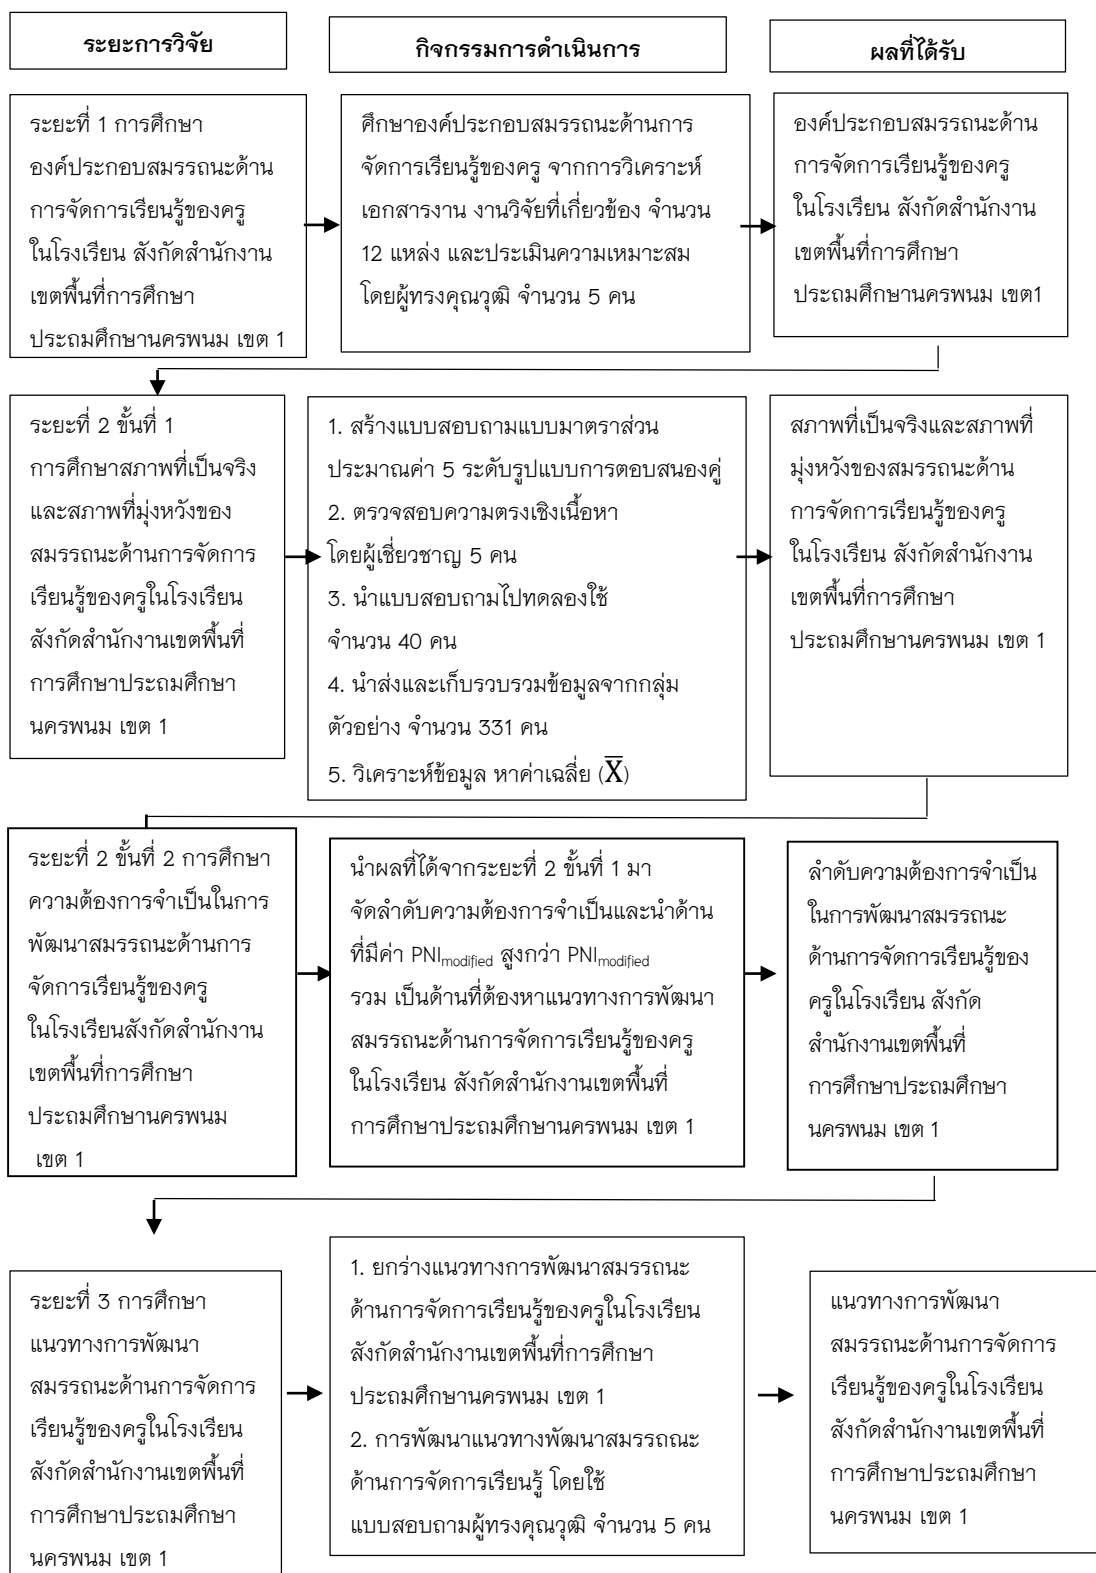 ระยะการวิจัย
กิจกรรมการดำเนินการ
ผลที่ได้รับ
ระยะที่ 1 การศึกษา
องค์ประกอบสมรรถนะด้าน
การจัดการเรียนรู้ของครู
ในโรงเรียน สังกัดสำนักงาน
เขตพื้นที่การศึกษา
ประถมศึกษานครพนม เขต 1
ศึกษาองค์ประกอบสมรรถนะด้านการ
จัดการเรียนรู้ของครู จากการวิเคราะห์
เอกสารงาน งานวิจัยที่เกี่ยวข้อง จำนวน
12 แหล่ง และประเมินความเหมาะสม
โดยผู้ทรงคุณวุฒิ จำนวน 5 คน
องค์ประกอบสมรรถนะด้าน
การจัดการเรียนรู้ของครู
ในโรงเรียน สังกัดสำนักงาน
เขตพื้นที่การศึกษา
ประถมศึกษานครพนม เขต1
ระยะที่ 2 ขั้นที่ 1
การศึกษาสภาพที่เป็นจริง
และสภาพที่มุ่งหวังของ
สมรรถนะด้านการจัดการ
เรียนรู้ของครูในโรงเรียน
สังกัดสำนักงานเขตพื้นที่
การศึกษาประถมศึกษา
นครพนม เขต 1
1. สร้างแบบสอบถามแบบมาตราส่วน
ประมาณค่า 5 ระดับรูปแบบการตอบสนองคู่
2. ตรวจสอบความตรงเชิงเนื้อหา
โดยผู้เชี่ยวชาญ 5 คน
3. นำแบบสอบถามไปทดลองใช้
จำนวน 40 คน
4. นำส่งและเก็บรวบรวมข้อมูลจากกลุ่ม
ตัวอย่าง จำนวน 331 คน
5. วิเคราะห์ข้อมูล หาค่าเฉลี่ย (X̅)
สภาพที่เป็นจริงและสภาพที่
มุ่งหวังของสมรรถนะด้าน
การจัดการเรียนรู้ของครู
ในโรงเรียน สังกัดสำนักงาน
เขตพื้นที่การศึกษา
ประถมศึกษานครพนม เขต 1
ระยะที่ 2 ขั้นที่ 2 การศึกษา
ความต้องการจำเป็นในการ
พัฒนาสมรรถนะด้านการ
จัดการเรียนรู้ของครู
ในโรงเรียนสังกัดสำนักงาน
เขตพื้นที่การศึกษา
ประถมศึกษานครพนม
เขต 1
นำผลที่ได้จากระยะที่ 2 ขั้นที่ 1 มา
จัดลำดับความต้องการจำเป็นและนำด้าน
ที่มีค่า PNImodified สูงกว่า PNImodified
รวม เป็นด้านที่ต้องหาแนวทางการพัฒนา
สมรรถนะด้านการจัดการเรียนรู้ของครู
ในโรงเรียน สังกัดสำนักงานเขตพื้นที่
การศึกษาประถมศึกษานครพนม เขต 1
ลำดับความต้องการจำเป็น
ในการพัฒนาสมรรถนะ
ด้านการจัดการเรียนรู้ของ
ครูในโรงเรียน สังกัด
สำนักงานเขตพื้นที่
การศึกษาประถมศึกษา
นครพนม เขต 1
ระยะที่ 3 การศึกษา
แนวทางการพัฒนา
สมรรถนะด้านการจัดการ
เรียนรู้ของครูในโรงเรียน
สังกัดสำนักงานเขตพื้นที่
การศึกษาประถมศึกษา
นครพนม เขต 1
1. ยกร่างแนวทางการพัฒนาสมรรถนะ
ด้านการจัดการเรียนรู้ของครูในโรงเรียน
สังกัดสำนักงานเขตพื้นที่การศึกษา
ประถมศึกษานครพนม เขต 1
2. การพัฒนาแนวทางพัฒนาสมรรถณะ
ด้านการจัดการเรียนรู้ โดยใช้
แบบสอบถามผู้ทรงคุณวุฒิ จำนวน 5 คน
แนวทางการพัฒนา
สมรรถนะด้านการจัดการ
เรียนรู้ของครูในโรงเรียน
สังกัดสำนักงานเขตพื้นที่
การศึกษาประถมศึกษา
นครพนม เขต 1